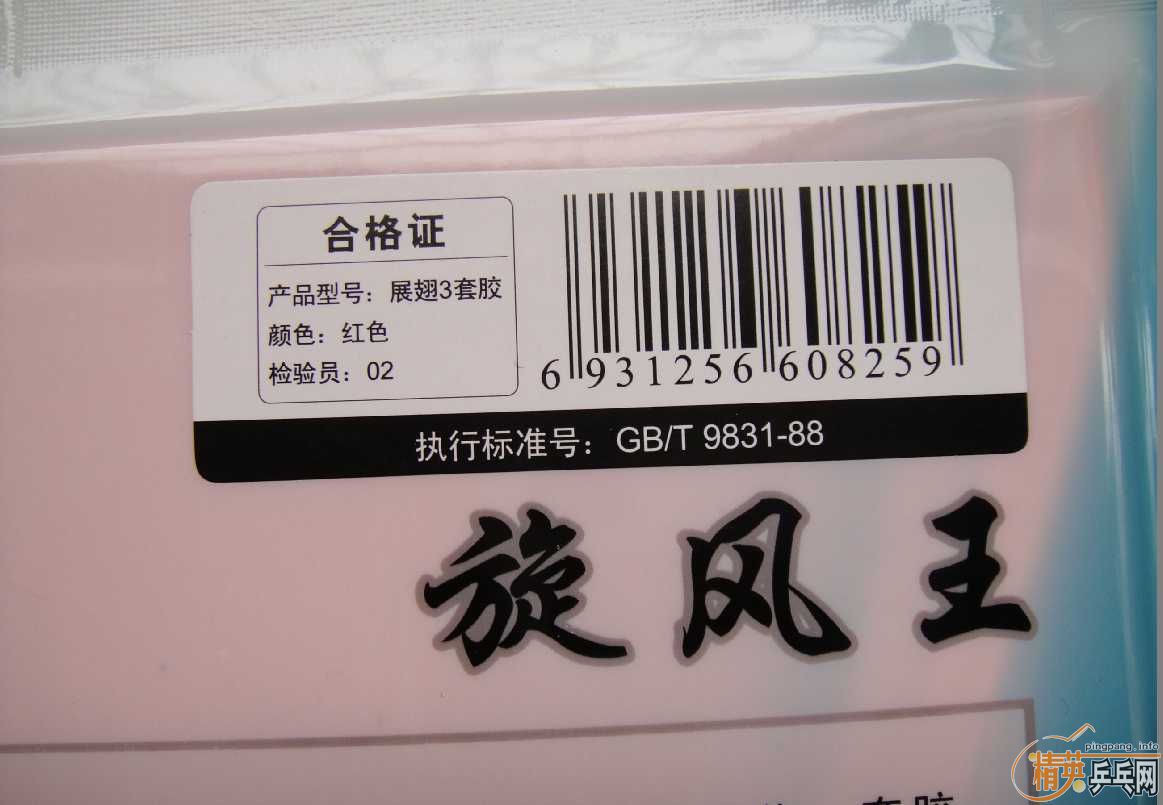 合格证
产品型号：展翅3套胶
颜色：红色
检验员：02
6 931256 608259
执行标准号：GB/T 9831-88
旋风王
套胶
pingpang.info
精英乒乓网